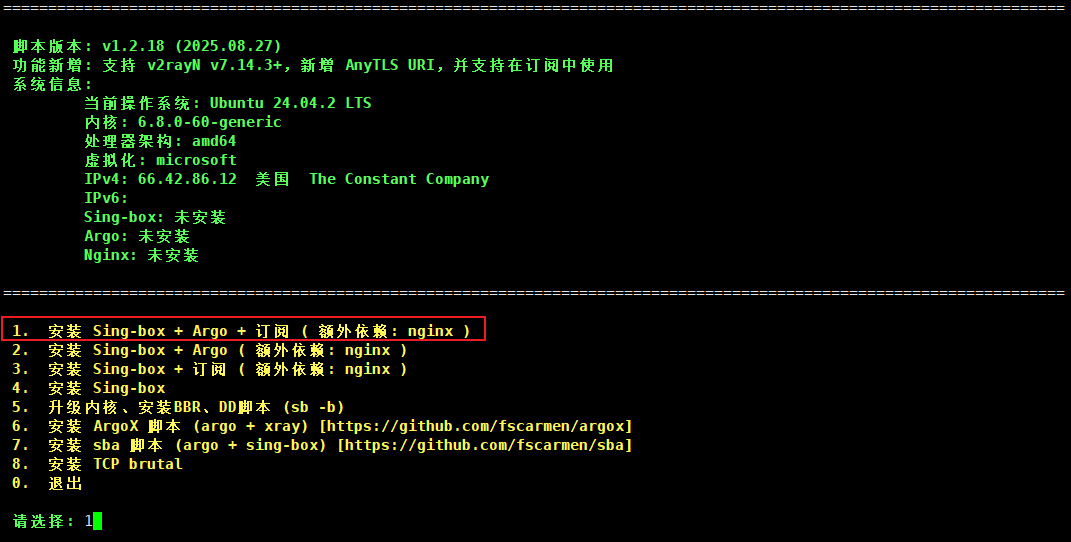 ======================================================================================================================
脚本版本: v1.2.18 (2025.08.27)
功能新增: 支持 v2rayN v7.14.3+，新增 AnyTLS URI，并支持在订阅中使用
系统信息:
当前操作系统: Ubuntu 24.04.2 LTS
内核: 6.8.0-60-generic
处理器架构: amd64
虚拟化: microsoft
IPv4: 66.42.86.12  美国  The Constant Company
IPv6:
Sing-box: 未安装
Argo: 未安装
Nginx: 未安装
======================================================================================================================
1.  安装 Sing-box + Argo + 订阅 ( 额外依赖: nginx )
2.  安装 Sing-box + Argo ( 额外依赖: nginx )
3.  安装 Sing-box + 订阅 ( 额外依赖: nginx )
4.  安装 Sing-box
5.  升级内核、安装BBR、DD脚本 (sb -b)
6.  安装 ArgoX 脚本 (argo + xray) [https://github.com/fscarmen/argox]
7.  安装 sba 脚本 (argo + sing-box) [https://github.com/fscarmen/sba]
8.  安装 TCP brutal
0.  退出
请选择: 1